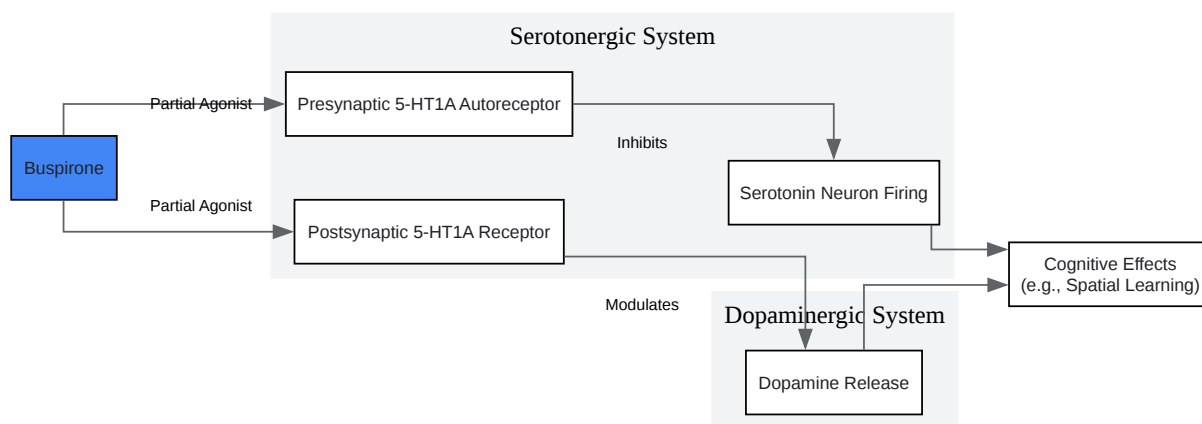 Serotonergic System
Partial Agonist
Presynaptic 5-HT1A Autoreceptor
Inhibits
Buspirone
Serotonin Neuron Firing
Partial Agonist
Postsynaptic 5-HT1A Receptor
Cognitive Effects
(e.g., Spatial Learning)
Modulates
Dopaminergic System
Dopamine Release